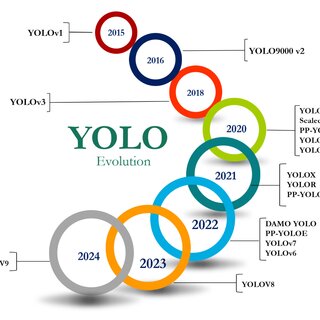 2015
YOLOv1
2016
YOLO9000 v2
2018
YOLOv3
2020
YOLO
Scaled
PP-YO
YOLO
YOLO
YOLO
Evolution
2021
YOLOX
YOLOR
PP-YOLO
2022
DAMO YOLO
PP-YOLOE
YOLOv7
YOLOv6
2023
YOLOV8
2024
V9